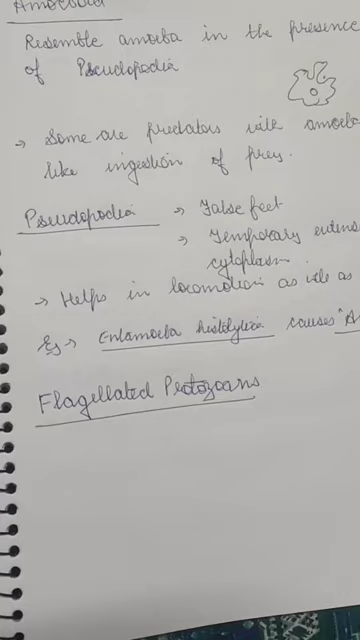 Amoeboid
Resemble amoeba in the presence
of Pseudopodia
→ Some are predators with amoeba
like ingestion of prey.
Pseudopodia → False feet
→ Temporary extens
cytoplasm
→ Helps in locomotion as well as
Eg → Entamoeba histolytica causes "A
Flagellated Protozoans